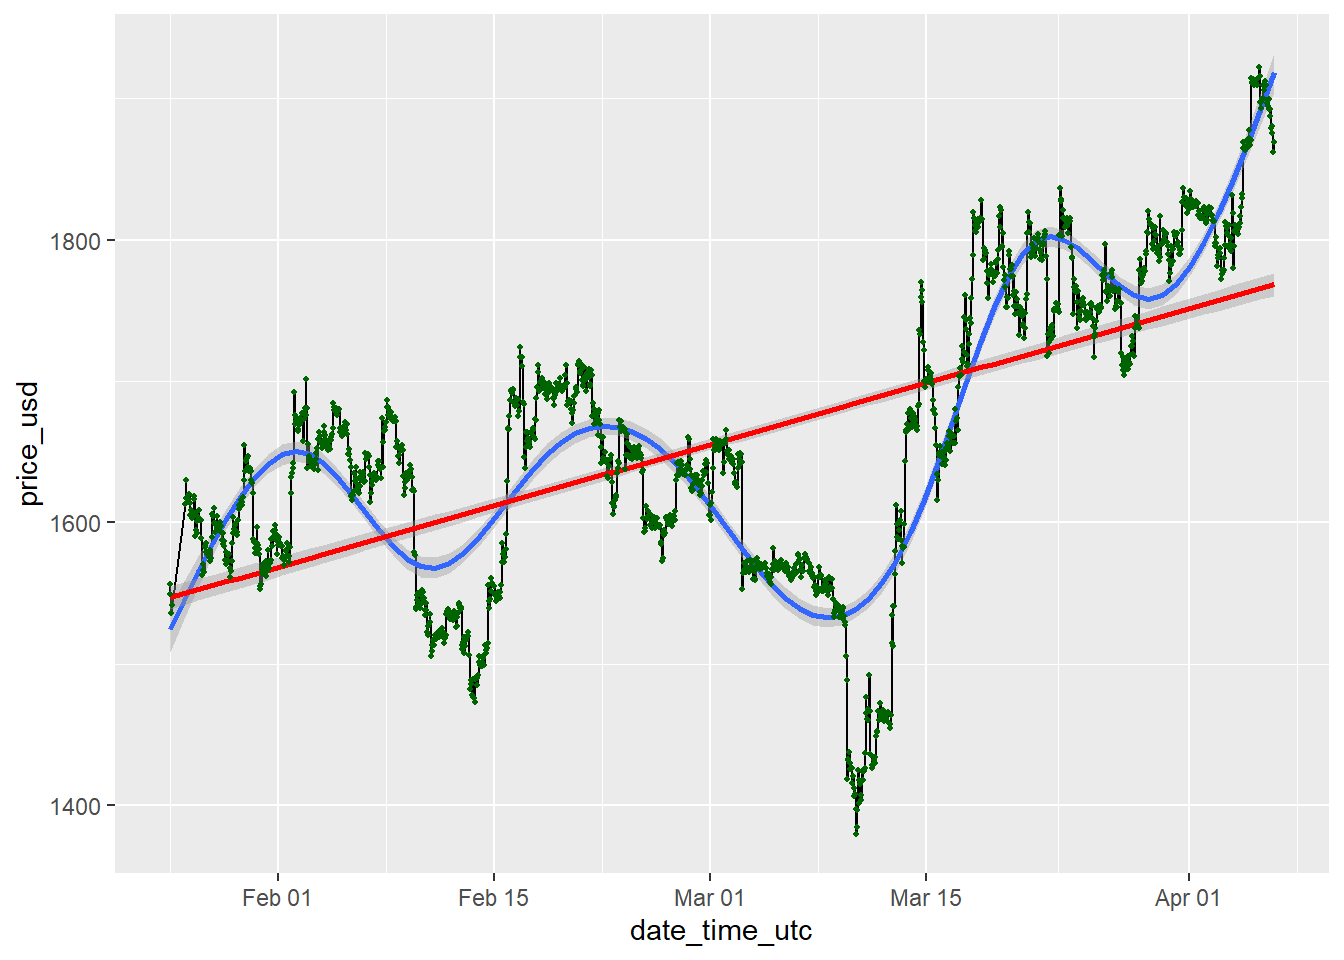 1800
1600
1400
price_usd
Feb 01
Feb 15
Mar 01
Mar 15
Apr 01
date_time_utc